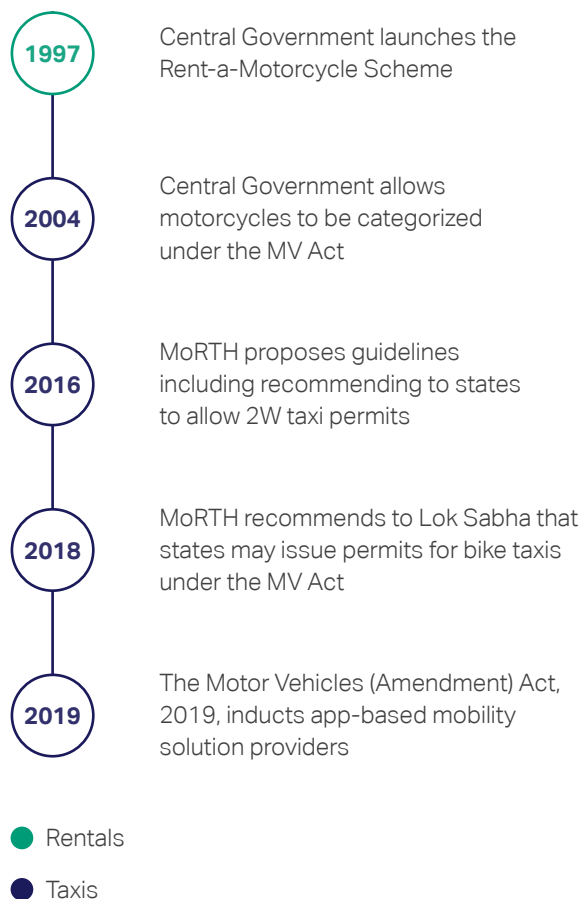 1997
Central Government launches the
Rent-a-Motorcycle Scheme
2004
Central Government allows
motorcycles to be categorized
under the MV Act
2016
MoRTH proposes guidelines
including recommending to states
to allow 2W taxi permits
2018
MoRTH recommends to Lok Sabha that
states may issue permits for bike taxis
under the MV Act
2019
The Motor Vehicles (Amendment) Act,
2019, inducts app-based mobility
solution providers
Rentals
Taxis